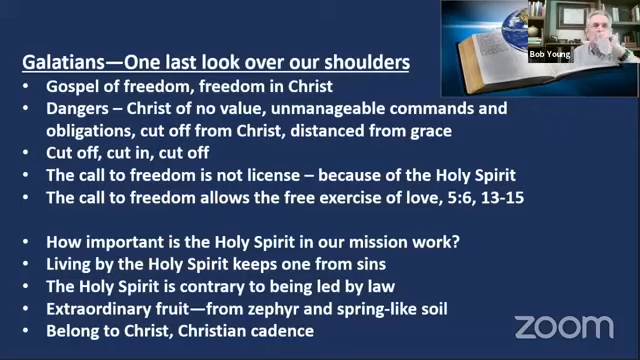 Bob Young
Galatians—One last look over our shoulders
• Gospel of freedom, freedom in Christ
• Dangers – Christ of no value, unmanageable commands and
obligations, cut off from Christ, distanced from grace
• Cut off, cut in, cut off
• The call to freedom is not license – because of the Holy Spirit
• The call to freedom allows the free exercise of love, 5:6, 13-15
• How important is the Holy Spirit in our mission work?
• Living by the Holy Spirit keeps one from sins
• The Holy Spirit is contrary to being led by law
• Extraordinary fruit—from zephyr and spring-like soil
• Belong to Christ, Christian cadence
zoom